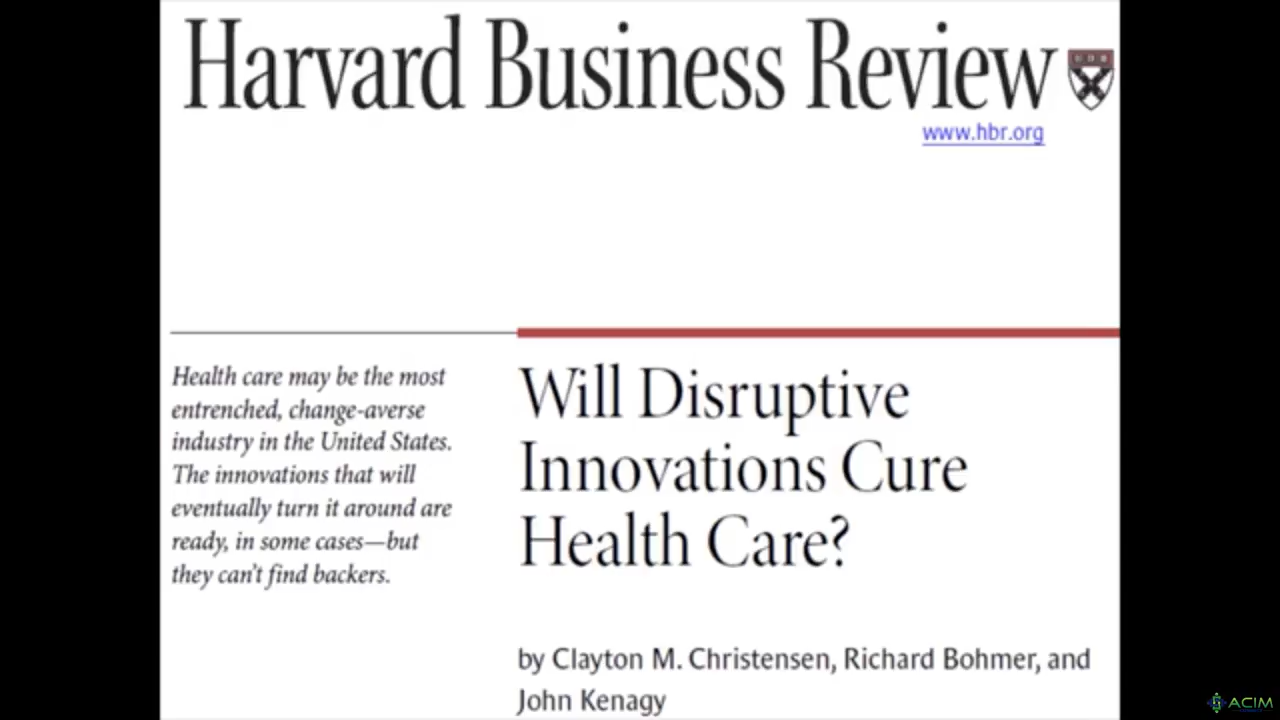 Harvard Business Review
www.hbr.org
Health care may be the most
entrenched, change-averse
industry in the United States.
The innovations that will
eventually turn it around are
ready, in some cases—but
they can't find backers.
Will Disruptive
Innovations Cure
Health Care?
by Clayton M. Christensen, Richard Bohmer, and
John Kenagy
ACIM